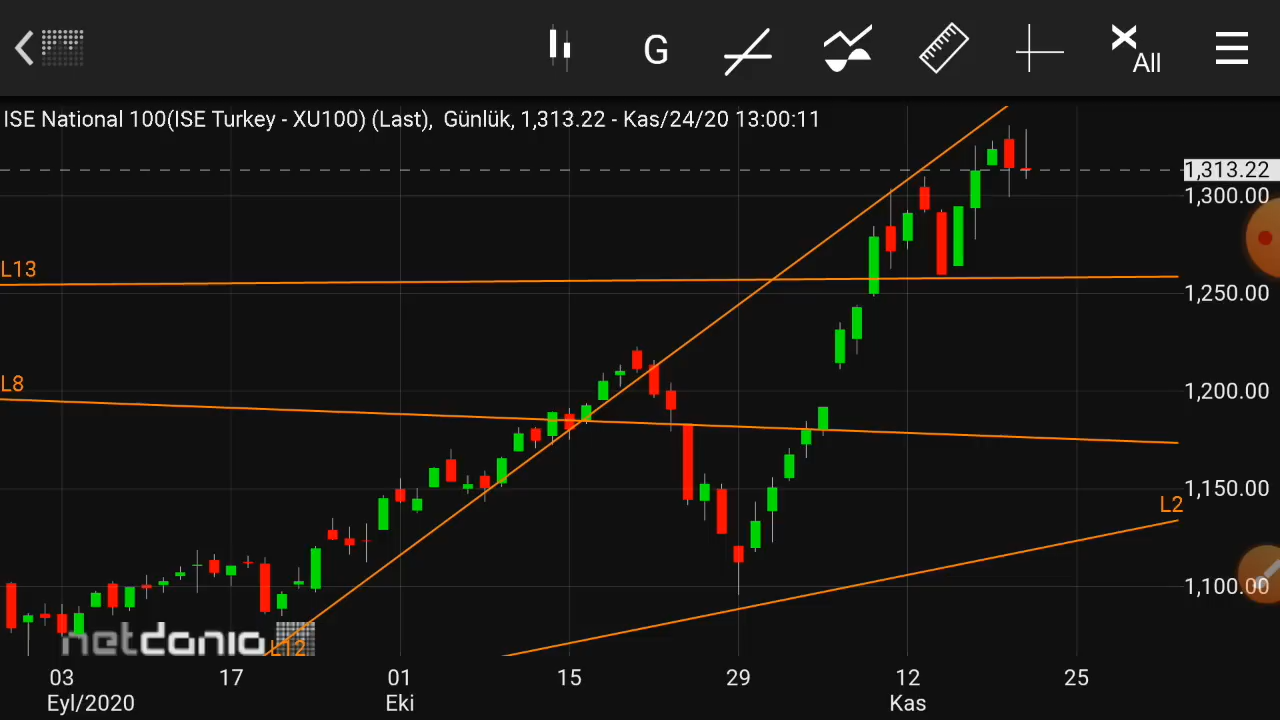 G
All
ISE National 100(ISE Turkey - XU100) (Last), Günlük, 1,313.22 - Kas/24/20 13:00:11
1,313.22
1,300.00
L13
1,250.00
L8
1,200.00
1,150.00
L2
1,100.00
netdania
L12
03 17 01 15 29 12 25
Eyl/2020 Eki Kas